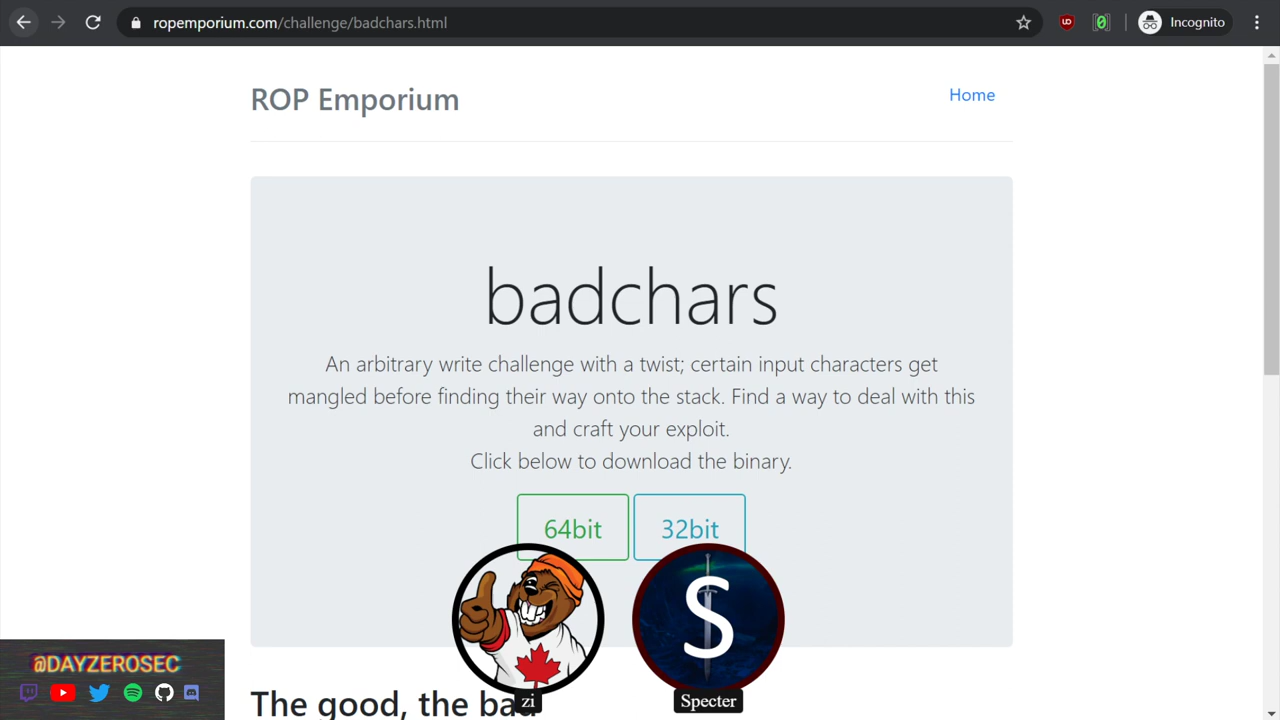 ropemporium.com/challenge/badchars.html
Incognito
ROP Emporium
Home
badchars
An arbitrary write challenge with a twist; certain input characters get
mangled before finding their way onto the stack. Find a way to deal with this
and craft your exploit.
Click below to download the binary.
64bit
32bit
S
@DAYZEROSEC
The good, the bad
zi
Specter